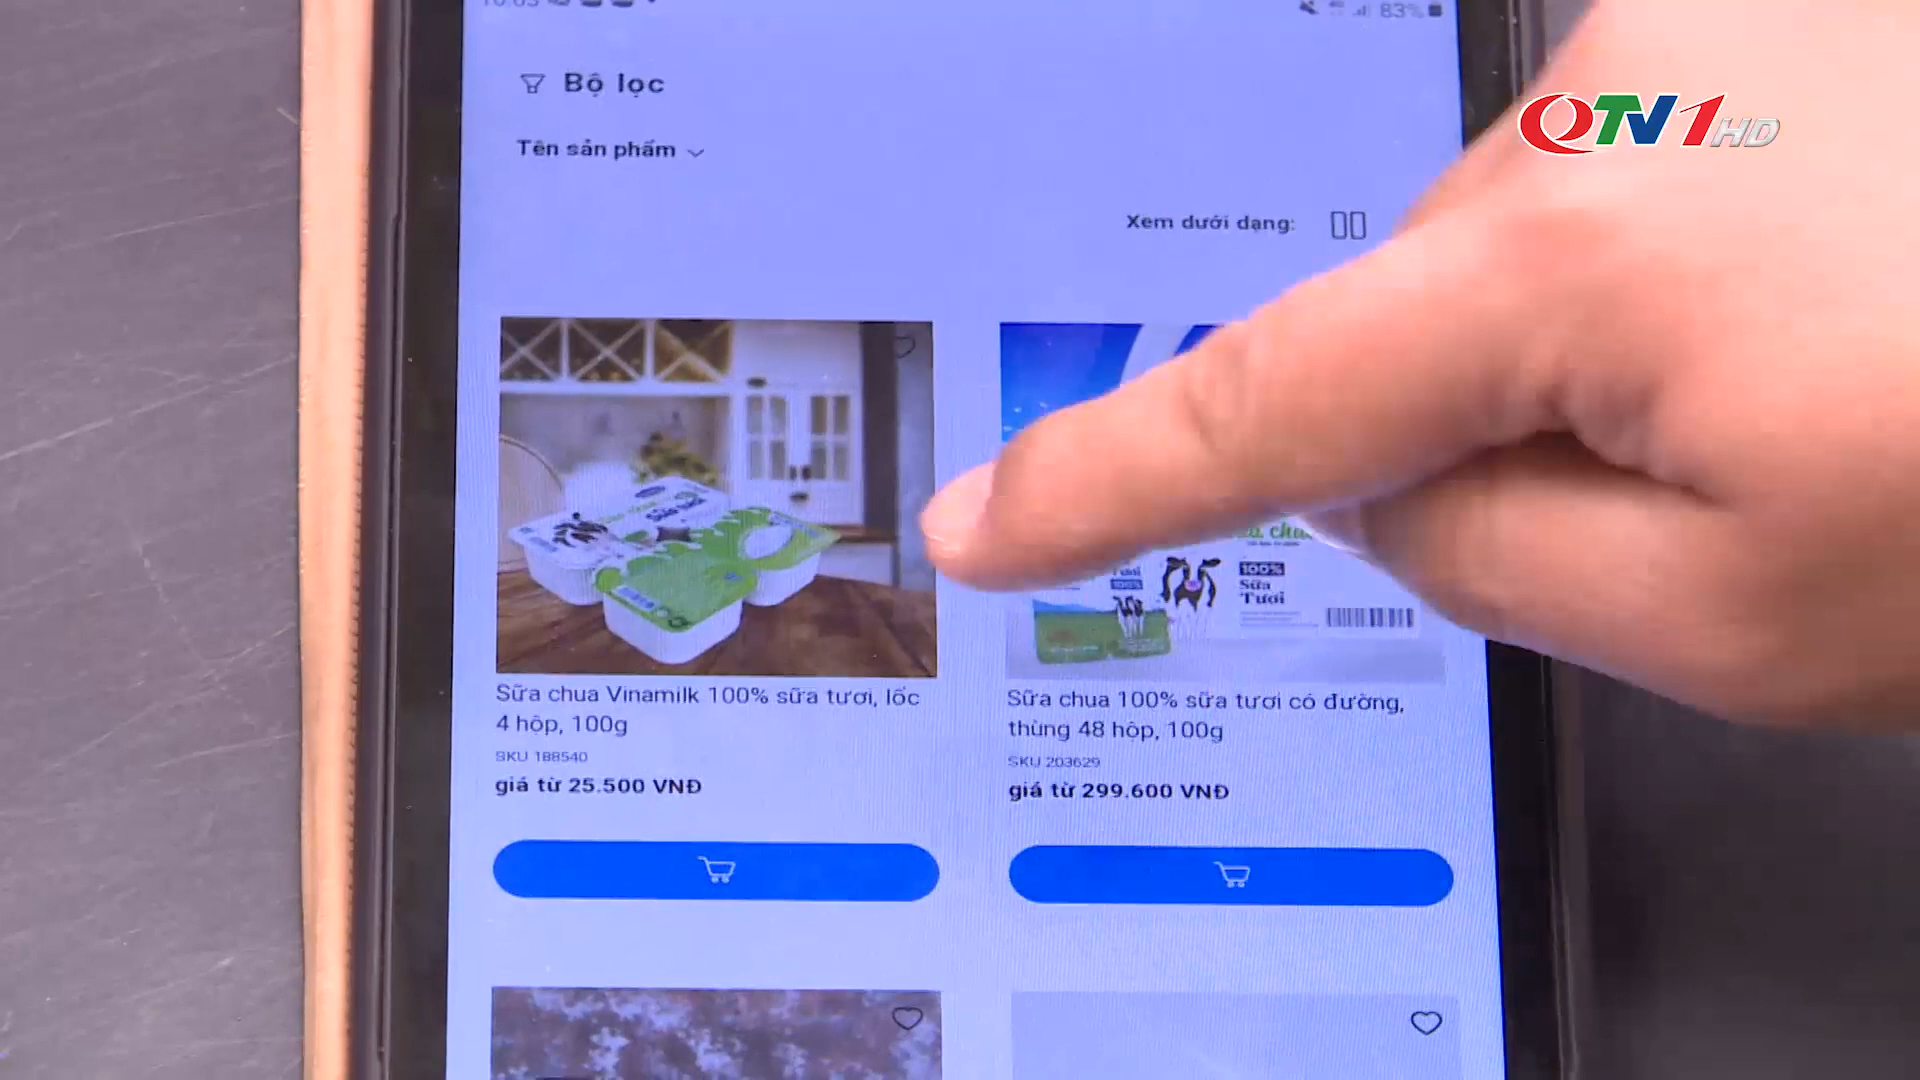 83%
QTV1HD
Bộ lọc
Tên sản phẩm
Xem dưới dạng:
100%
Sữa
Tươi
Sữa chua Vinamilk 100% sữa tươi, lốc
4 hộp, 100g
SKU 188540
giá từ 25.500 VNĐ
Sữa chua 100% sữa tươi có đường,
thùng 48 hộp, 100g
SKU 203629
giá từ 299.600 VNĐ